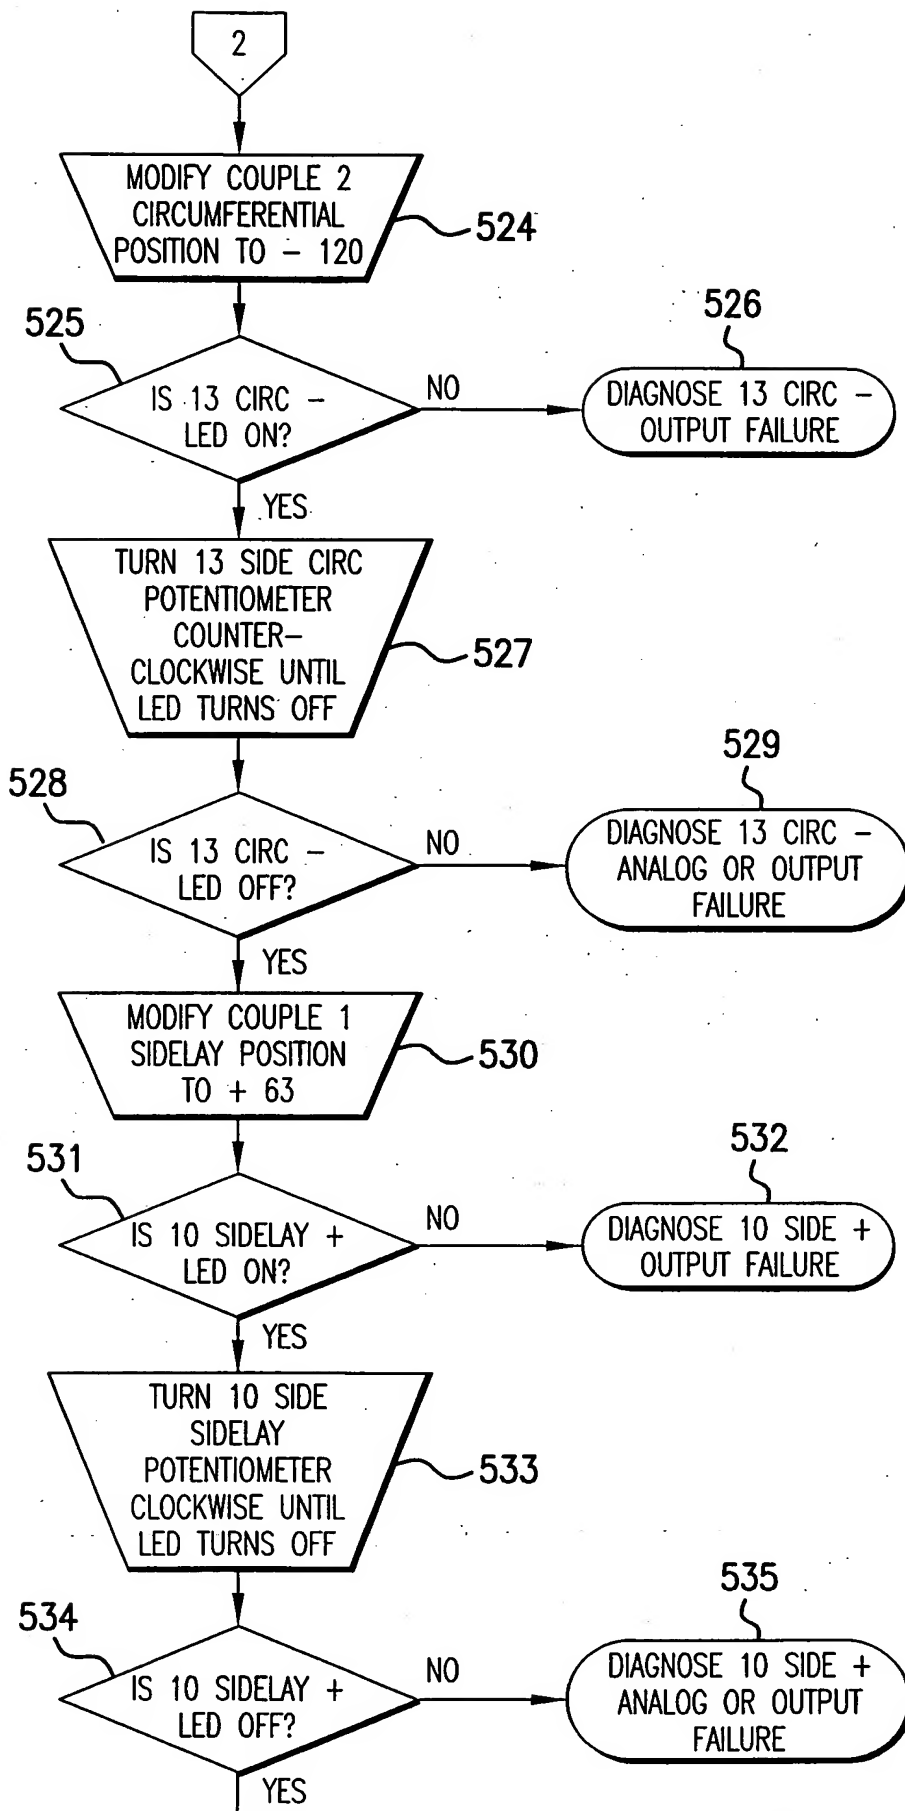 2
MODIFY COUPLE 2
CIRCUMFERENTIAL
POSITION TO - 120
524
525
IS 13 CIRC -
LED ON?
NO
526
DIAGNOSE 13 CIRC -
OUTPUT FAILURE
YES
TURN 13 SIDE CIRC
POTENTIOMETER
COUNTER-
CLOCKWISE UNTIL
LED TURNS OFF
527
528
IS 13 CIRC -
LED OFF?
NO
529
DIAGNOSE 13 CIRC -
ANALOG OR OUTPUT
FAILURE
YES
MODIFY COUPLE 1
SIDELAY POSITION
TO + 63
530
531
IS 10 SIDELAY +
LED ON?
NO
532
DIAGNOSE 10 SIDE +
OUTPUT FAILURE
YES
TURN 10 SIDE
SIDELAY
POTENTIOMETER
CLOCKWISE UNTIL
LED TURNS OFF
533
534
IS 10 SIDELAY +
LED OFF?
NO
535
DIAGNOSE 10 SIDE +
ANALOG OR OUTPUT
FAILURE
YES